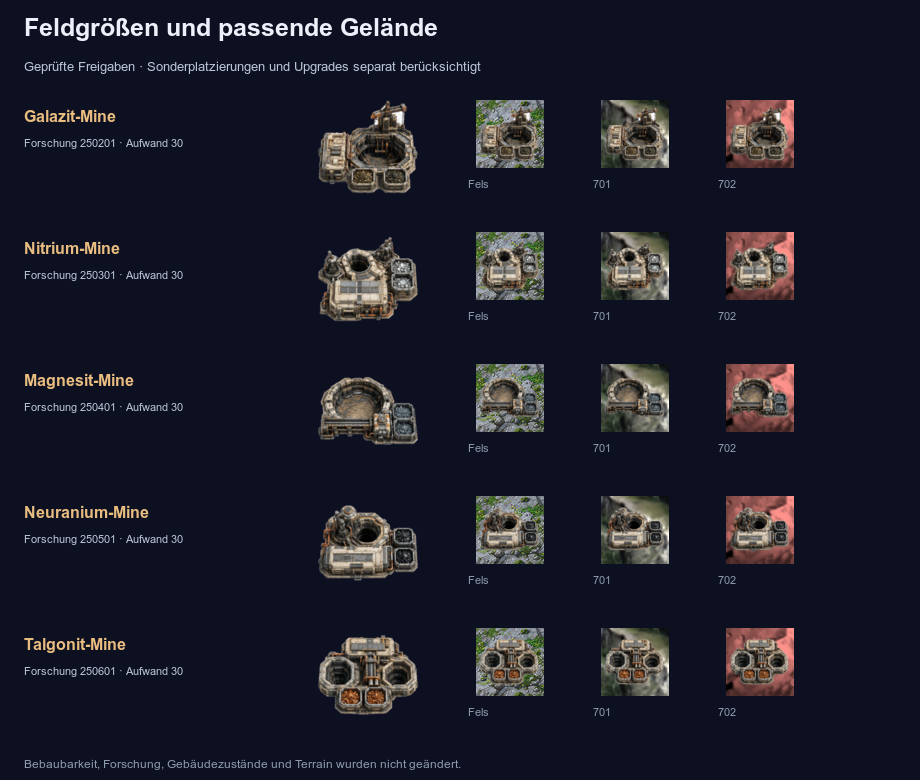 Feldgrößen und passende Gelände
Geprüfte Freigaben · Sonderplatzierungen und Upgrades separat berücksichtigt
Galazit-Mine
Forschung 250201 · Aufwand 30
Fels 701 702
Nitrium-Mine
Forschung 250301 · Aufwand 30
Fels 701 702
Magnesit-Mine
Forschung 250401 · Aufwand 30
Fels 701 702
Neuranium-Mine
Forschung 250501 · Aufwand 30
Fels 701 702
Talgonit-Mine
Forschung 250601 · Aufwand 30
Fels 701 702
Bebaubarkeit, Forschung, Gebäudezustände und Terrain wurden nicht geändert.